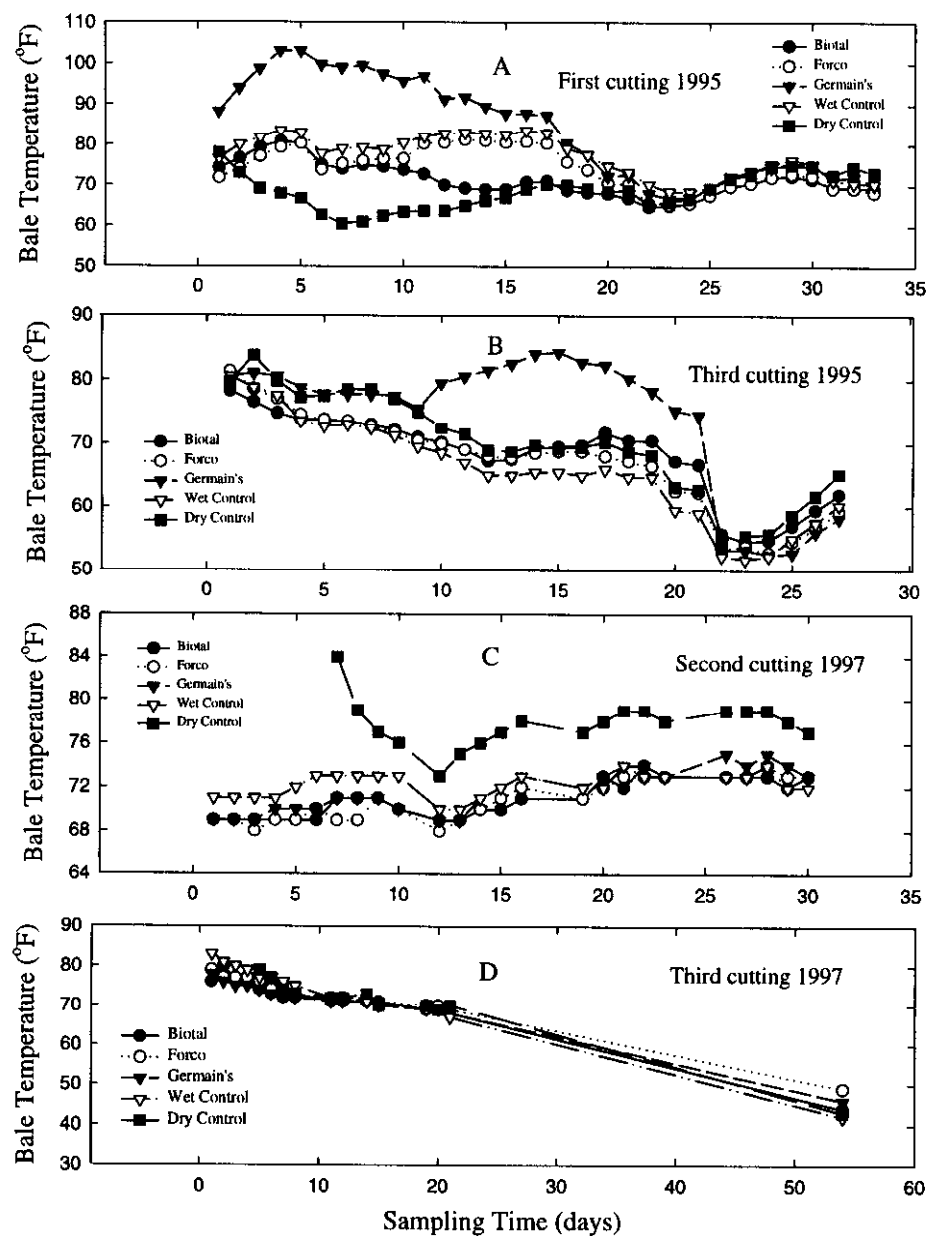 110
100
90
80
70
60
50
Bale Temperature (°F)
A
First cutting 1995
Biotal
Forco
Germain's
Wet Control
Dry Control
0 5 10 15 20 25 30 35
90
80
70
60
50
Bale Temperature (°F)
B
Third cutting 1995
Biotal
Forco
Germain's
Wet Control
Dry Control
0 5 10 15 20 25 30
88
84
80
76
72
68
64
Bale Temperature (°F)
C
Second cutting 1997
Biotal
Forco
Germain's
Wet Control
Dry Control
0 5 10 15 20 25 30 35
90
80
70
60
50
40
30
Bale Temperature (°F)
D
Third cutting 1997
Biotal
Forco
Germain's
Wet Control
Dry Control
0 10 20 30 40 50 60
Sampling Time (days)